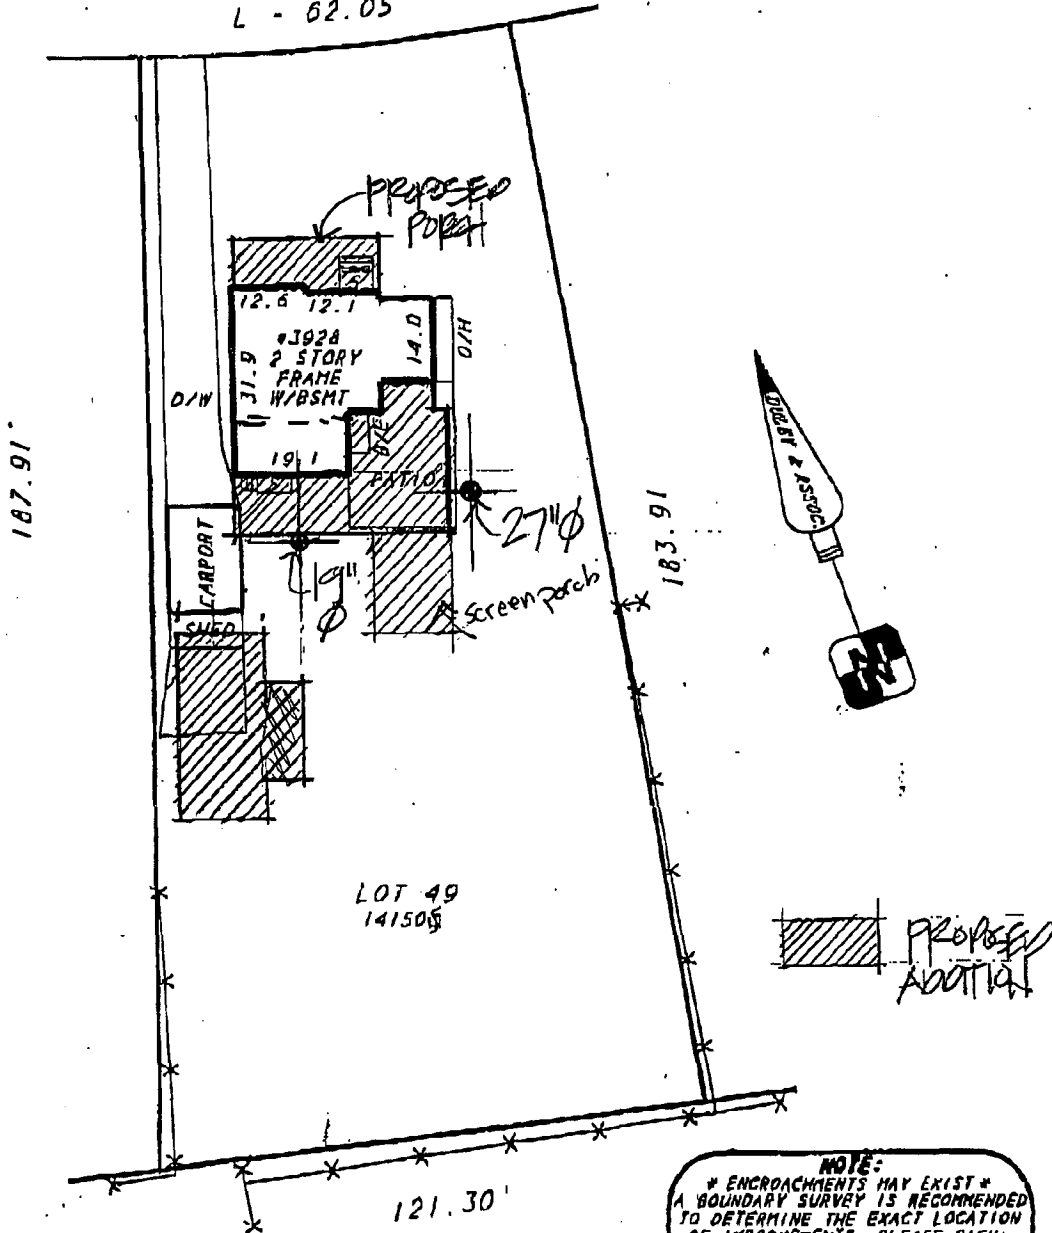 L - 62.05
PROPOSED
PORCH
12.6
12.1
14.0
O/H
#3928
2 STORY
FRAME
W/BSMT
31.9
D/W
187.91'
B/E
19.1
PATIO
27"Ø
19"
Ø
CARPORT
SHED
screen porch
183.91
DULEY & ASSOC.
LOT 49
PROPOSED
ADDITION
121.30'
NOTE:
* ENCROACHMENTS MAY EXIST *
A BOUNDARY SURVEY IS RECOMMENDED
TO DETERMINE THE EXACT LOCATION